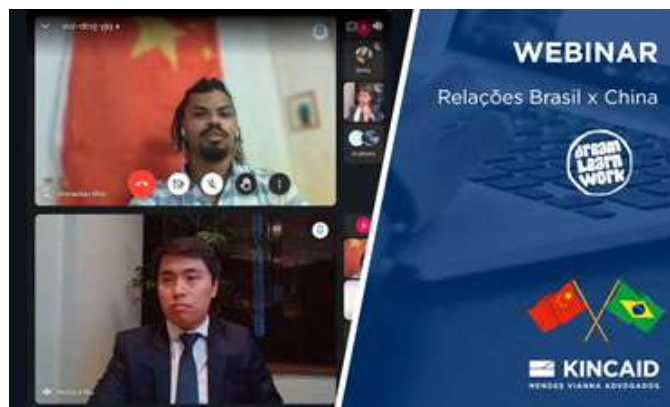 WEBINAR
Relações Brasil x China
dream
Learn
work
KINCAID
MENDES VIANNA ADVOGADOS